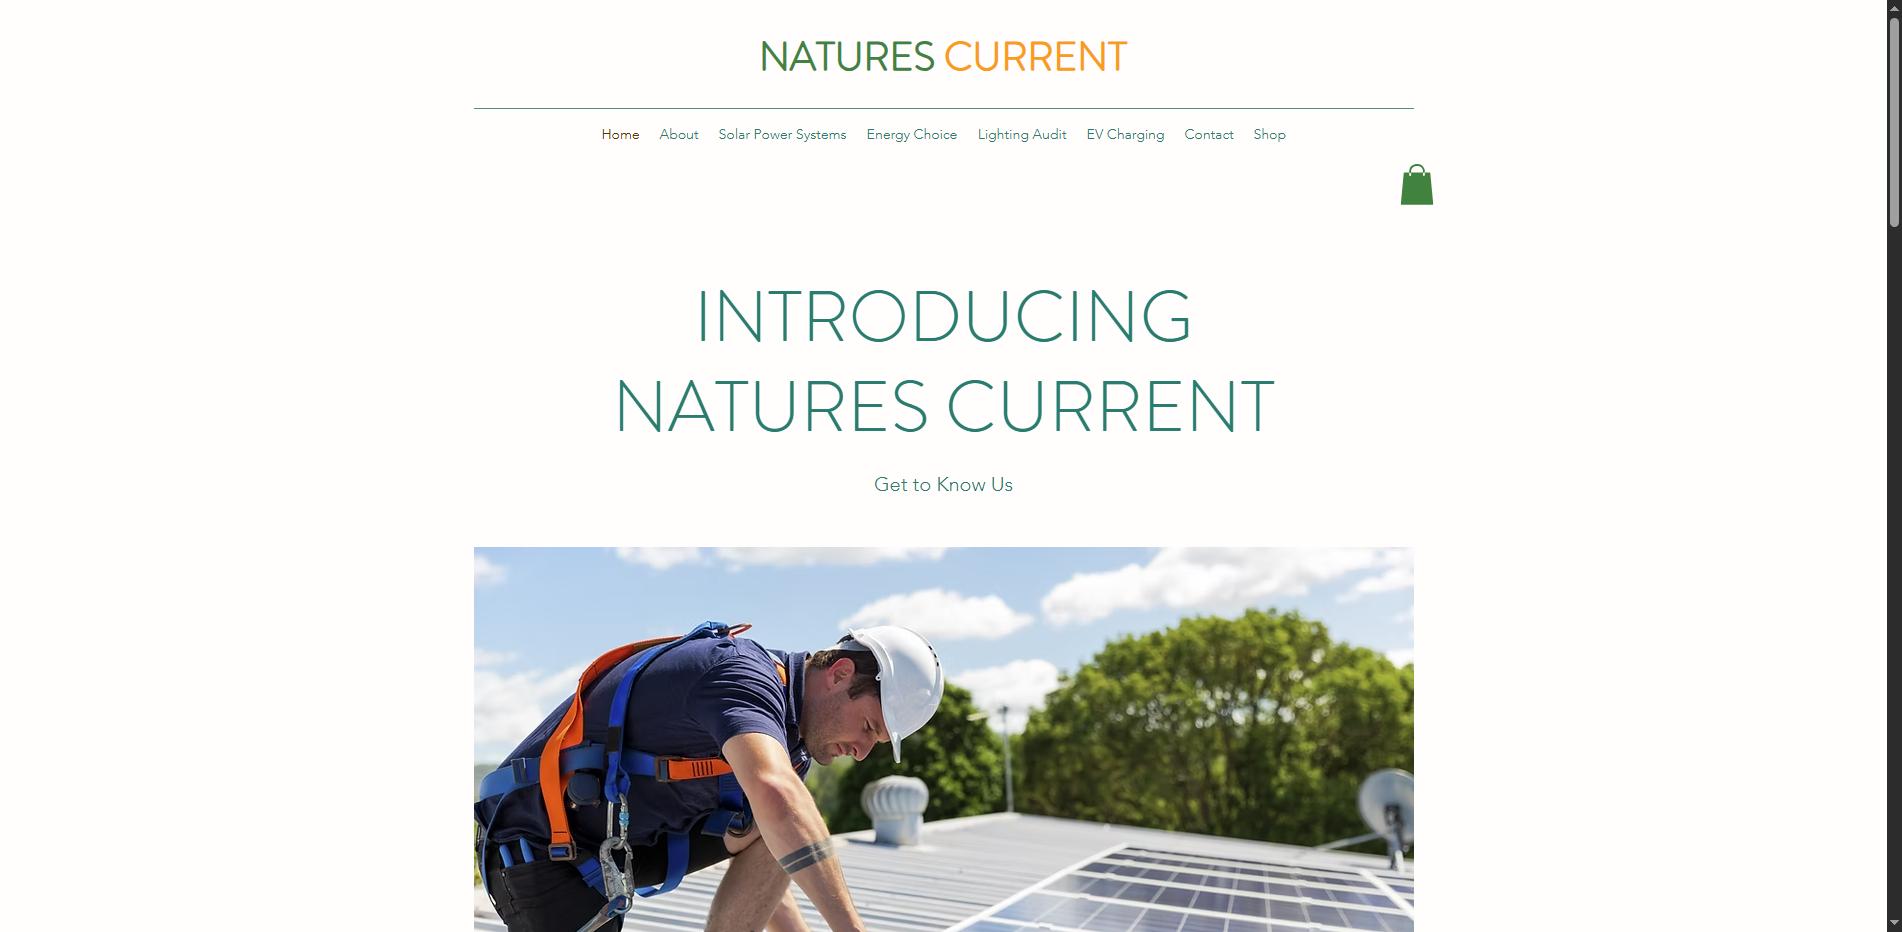 NATURES CURRENT
Home About Solar Power Systems Energy Choice Lighting Audit EV Charging Contact Shop
INTRODUCING
NATURES CURRENT
Get to Know Us